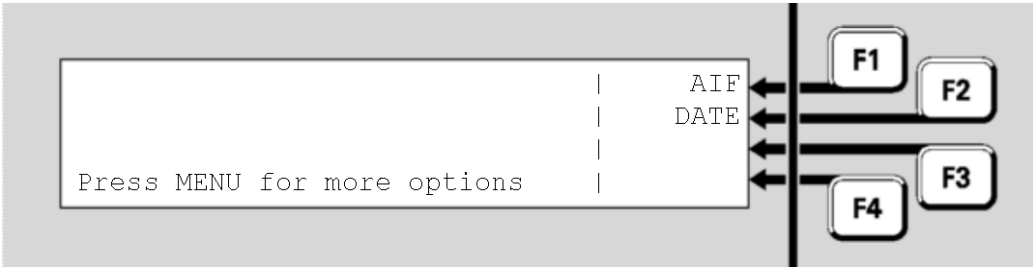 | AIF
| DATE
|
Press MENU for more options |
F1
F2
F3
F4